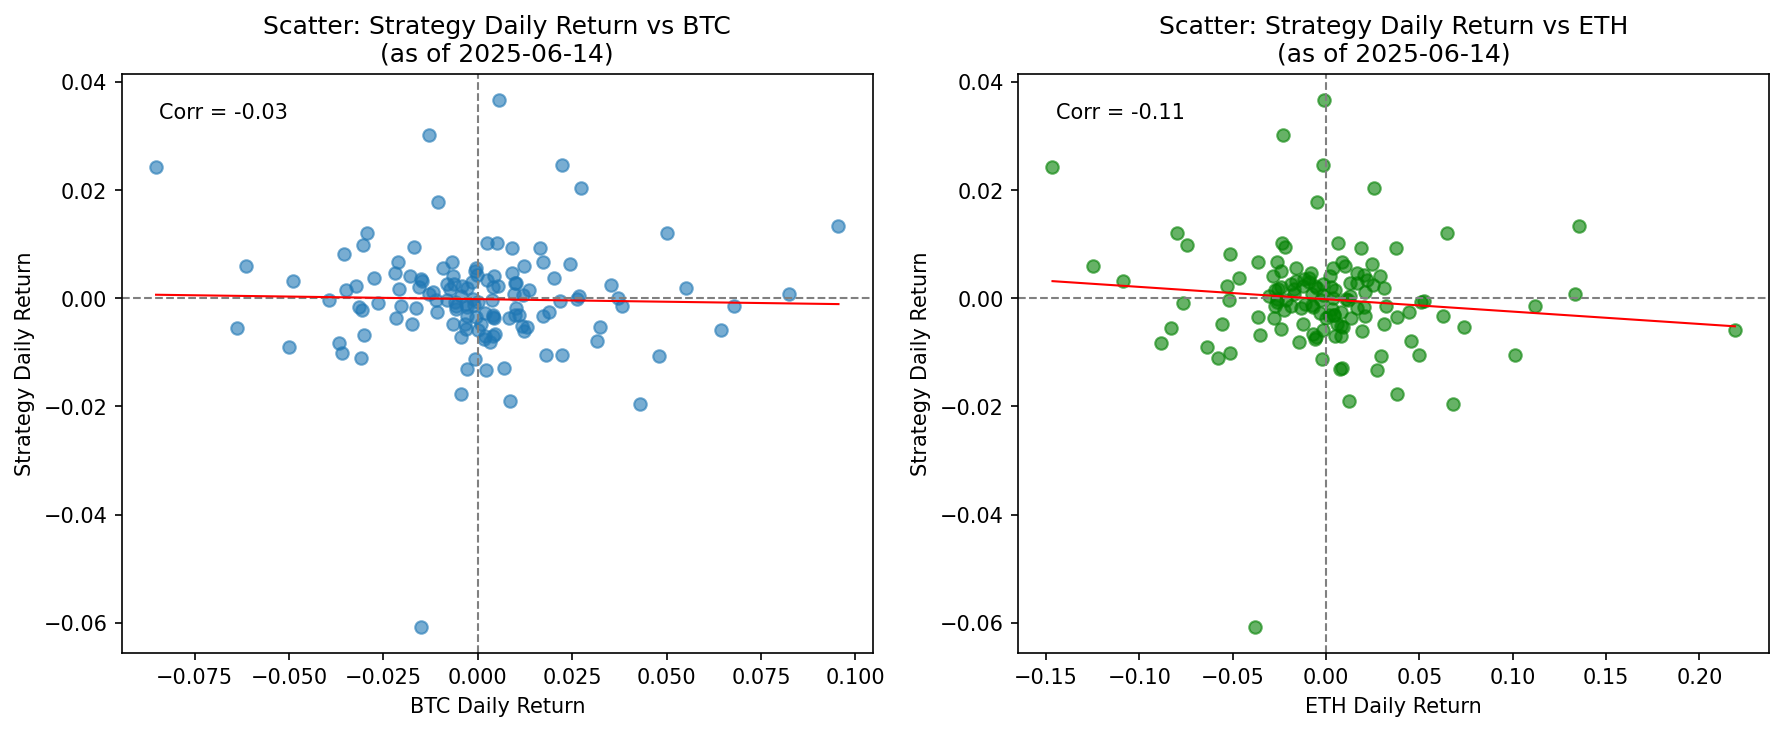 Scatter: Strategy Daily Return vs BTC
(as of 2025-06-14)
Corr = -0.03
0.04
0.02
0.00
−0.02
−0.04
−0.06
Strategy Daily Return
−0.075
−0.050
−0.025
0.000
0.025
0.050
0.075
0.100
BTC Daily Return
Scatter: Strategy Daily Return vs ETH
(as of 2025-06-14)
Corr = -0.11
0.04
0.02
0.00
−0.02
−0.04
−0.06
Strategy Daily Return
−0.15
−0.10
−0.05
0.00
0.05
0.10
0.15
0.20
ETH Daily Return